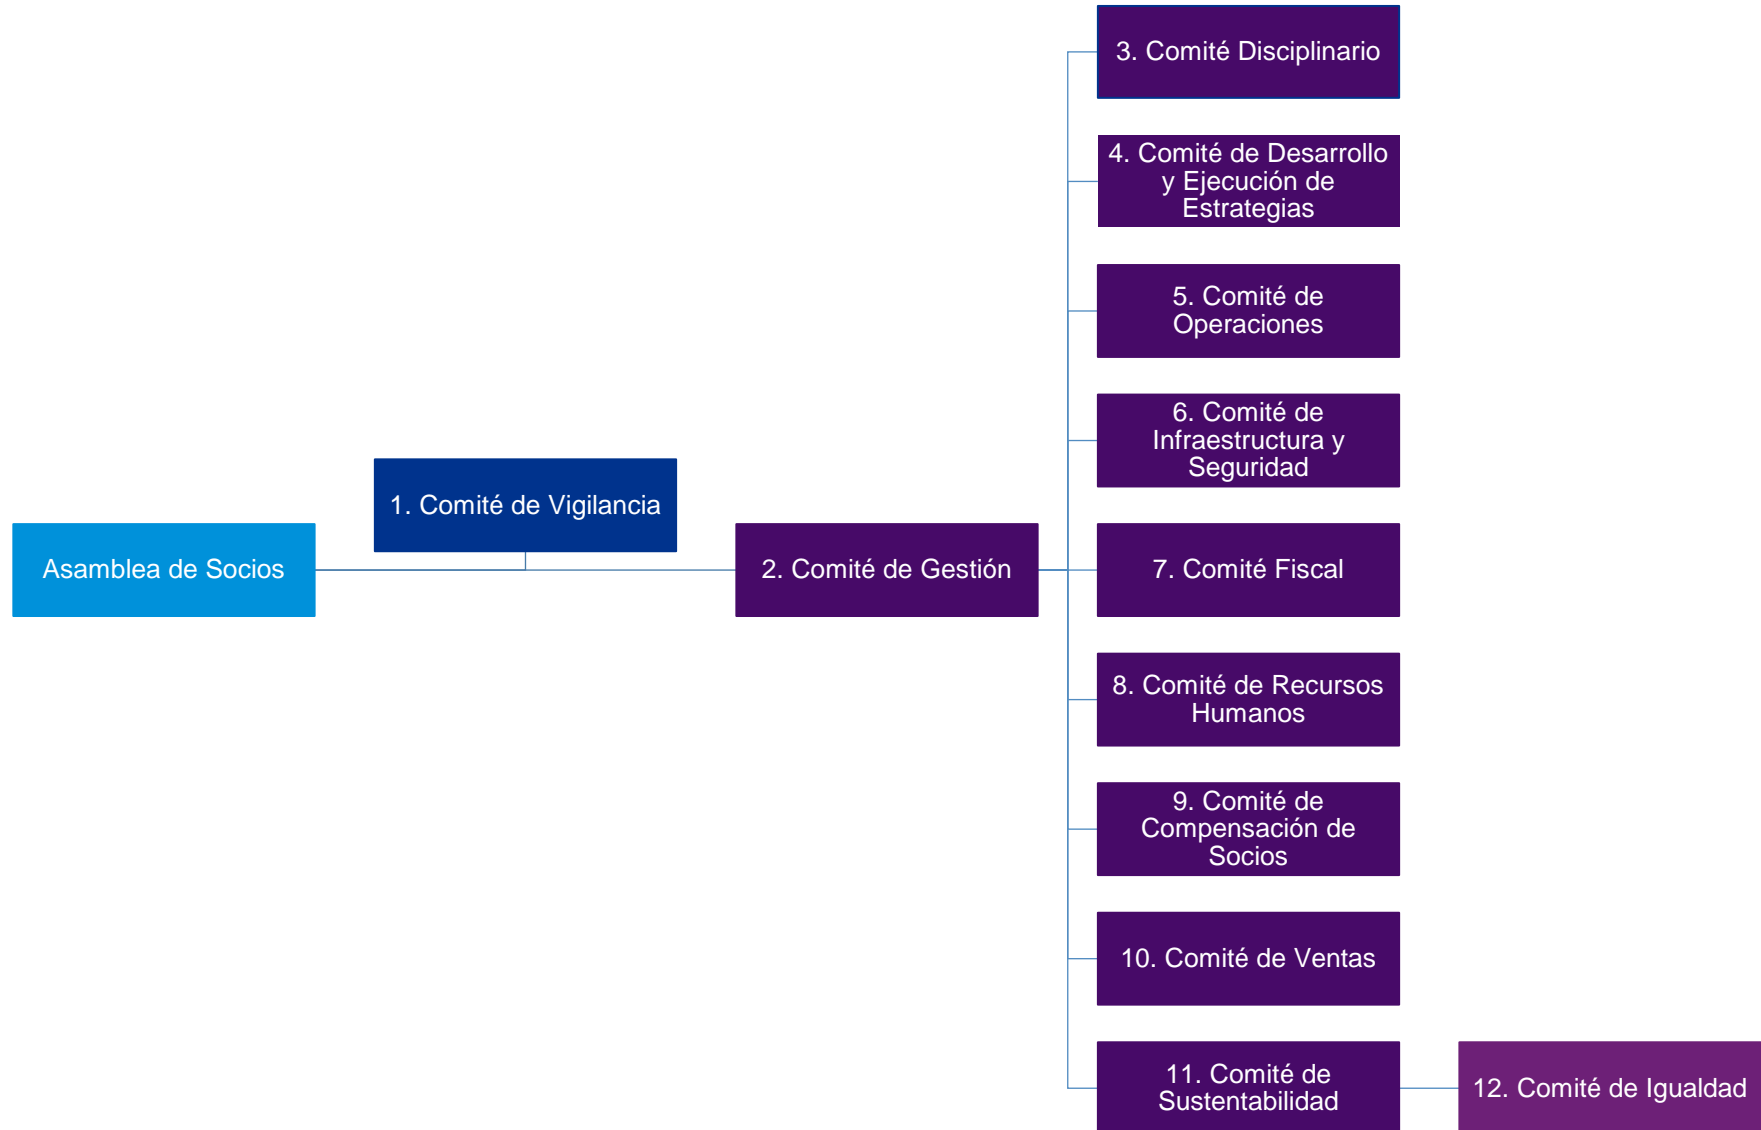 Asamblea de Socios
1. Comité de Vigilancia
2. Comité de Gestión
3. Comité Disciplinario
4. Comité de Desarrollo
y Ejecución de
Estrategias
5. Comité de
Operaciones
6. Comité de
Infraestructura y
Seguridad
7. Comité Fiscal
8. Comité de Recursos
Humanos
9. Comité de
Compensación de
Socios
10. Comité de Ventas
11. Comité de
Sustentabilidad
12. Comité de Igualdad